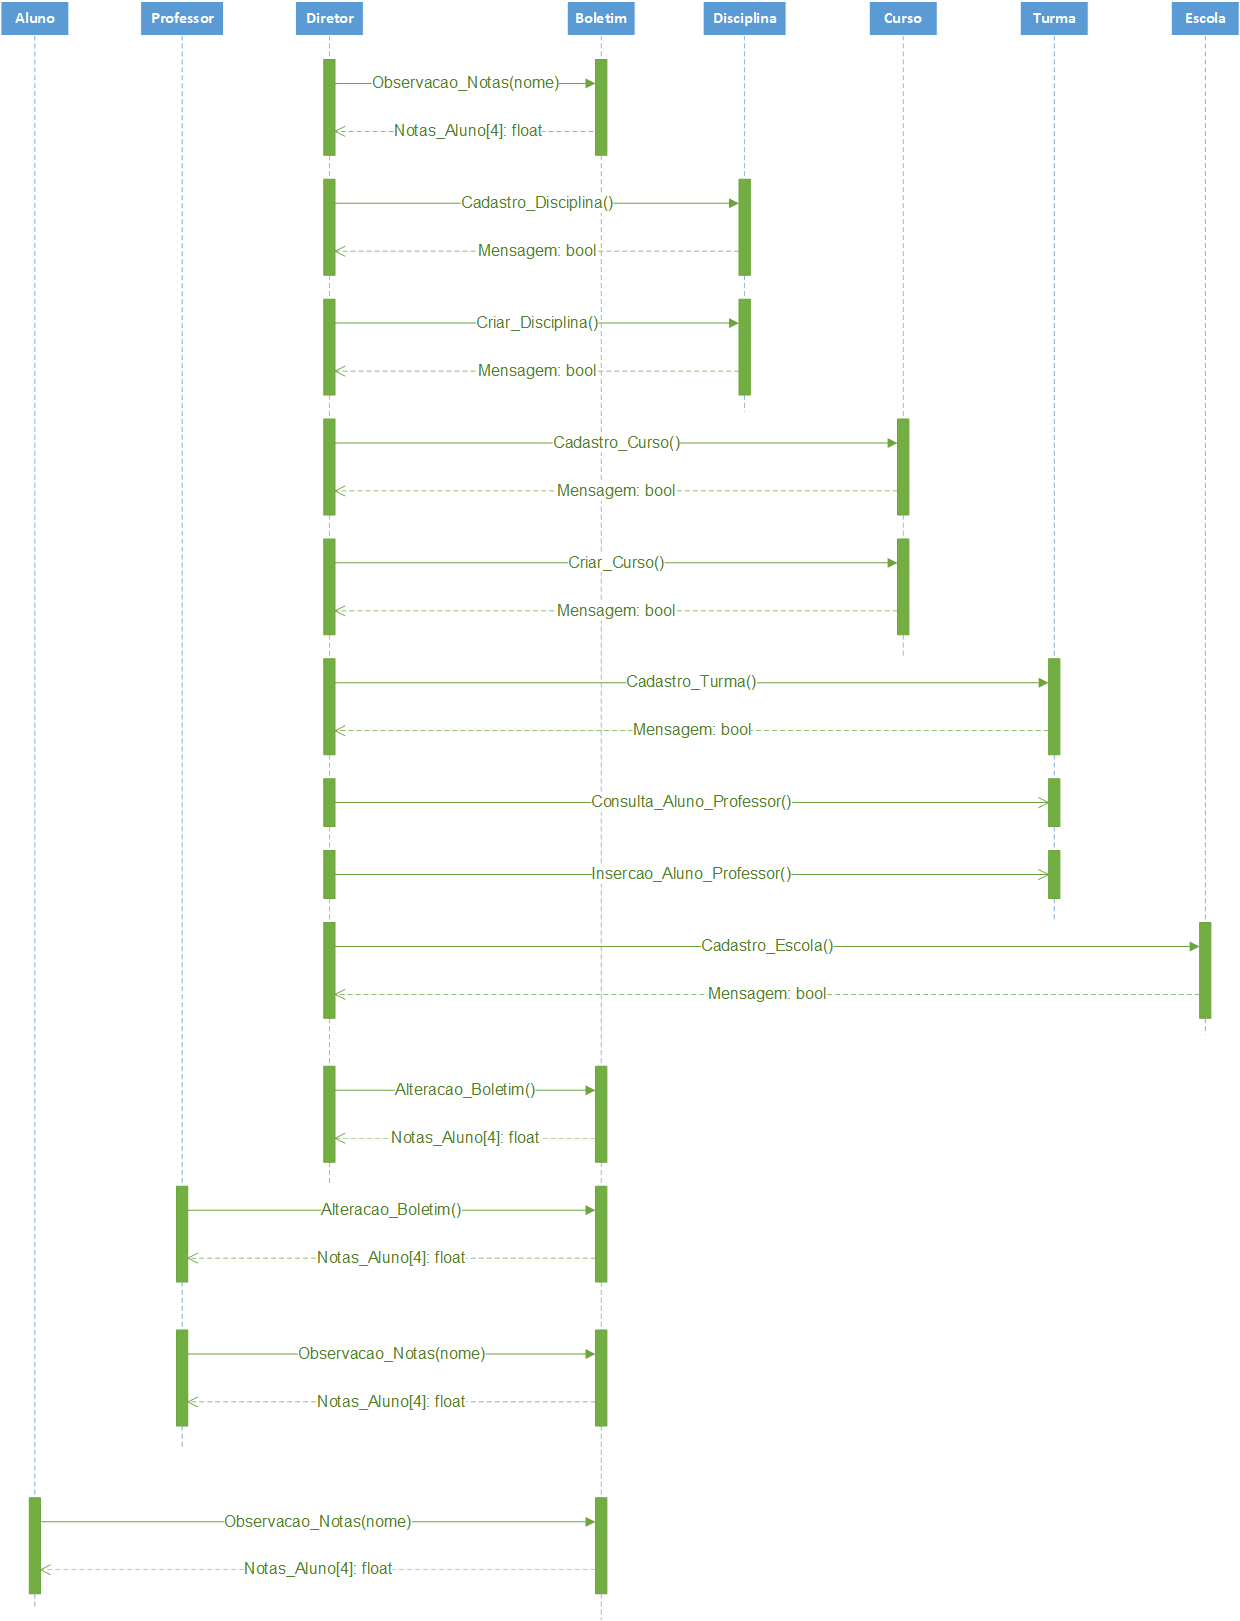 Aluno
Professor
Diretor
Boletim
Disciplina
Curso
Turma
Escola
Observacao_Notas(nome)
Notas_Aluno[4]: float
Cadastro_Disciplina()
Mensagem: bool
Criar_Disciplina()
Mensagem: bool
Cadastro_Curso()
Mensagem: bool
Criar_Curso()
Mensagem: bool
Cadastro_Turma()
Mensagem: bool
Consulta_Aluno_Professor()
Insercao_Aluno_Professor()
Cadastro_Escola()
Mensagem: bool
Alteracao_Boletim()
Notas_Aluno[4]: float
Alteracao_Boletim()
Notas_Aluno[4]: float
Observacao_Notas(nome)
Notas_Aluno[4]: float
Observacao_Notas(nome)
Notas_Aluno[4]: float